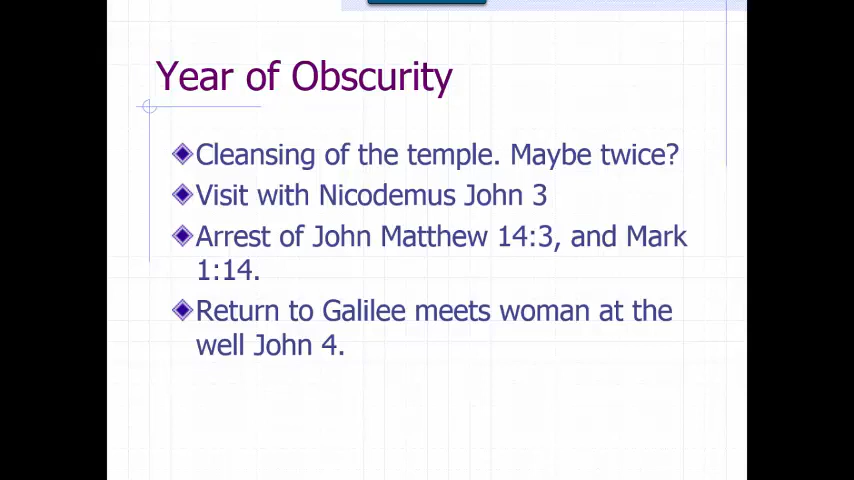 Year of Obscurity
Cleansing of the temple. Maybe twice?
Visit with Nicodemus John 3
Arrest of John Matthew 14:3, and Mark
1:14.
Return to Galilee meets woman at the
well John 4.